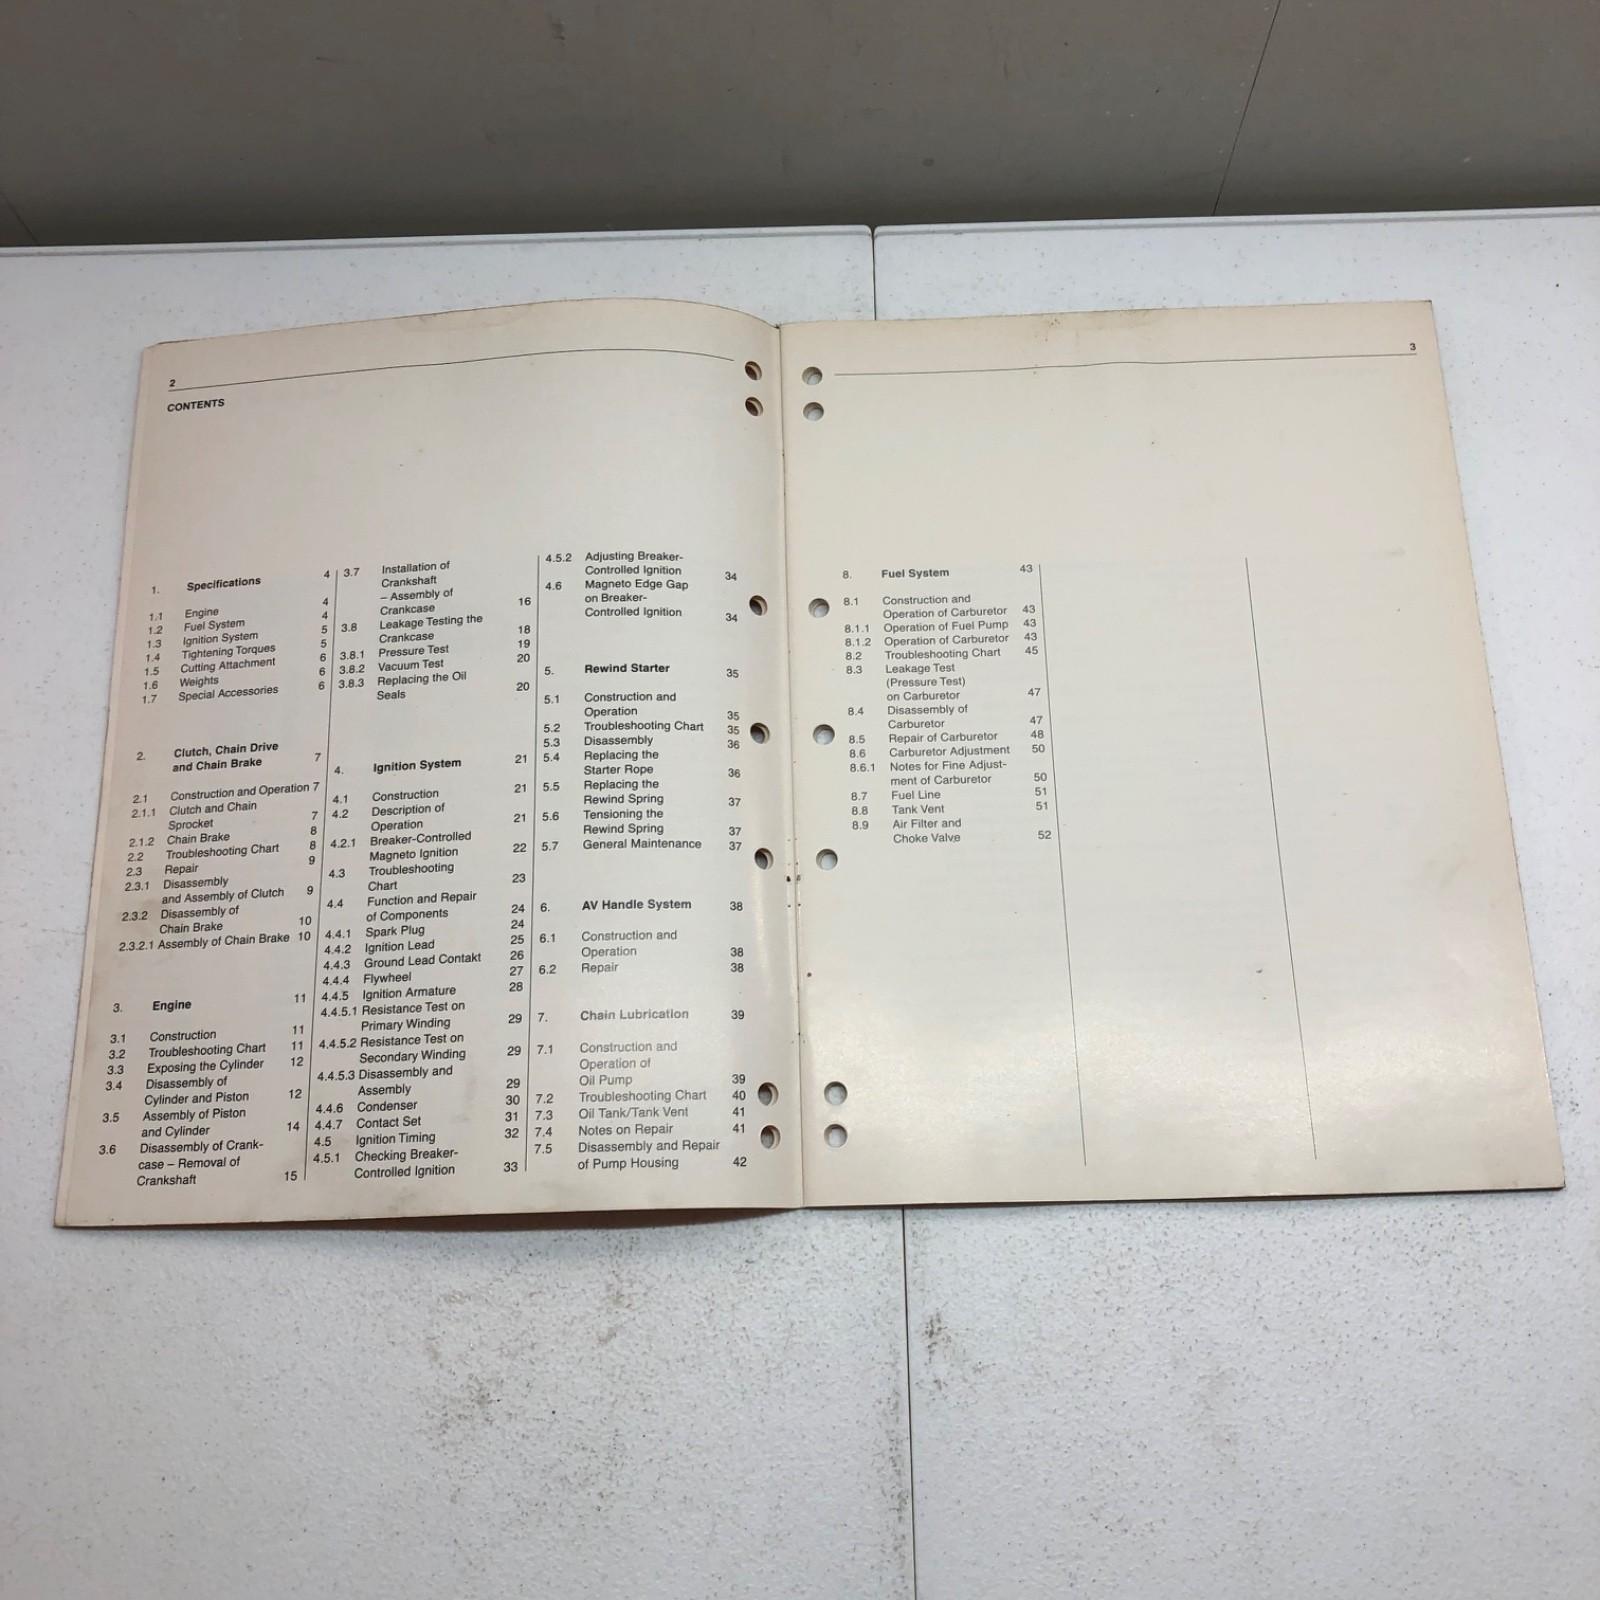 2
CONTENTS
1. Specifications 4
1.1 Engine 4
1.2 Fuel System 4
1.3 Ignition System 5
1.4 Tightening Torques 5
1.5 Cutting Attachment 6
1.6 Weights 6
1.7 Special Accessories 6
2. Clutch, Chain Drive
and Chain Brake 7
2.1 Construction and Operation 7
2.1.1 Clutch and Chain
Sprocket 7
2.1.2 Chain Brake 8
2.2 Troubleshooting Chart 8
2.3 Repair 9
2.3.1 Disassembly
and Assembly of Clutch 9
2.3.2 Disassembly of
Chain Brake 10
2.3.2.1 Assembly of Chain Brake 10
3. Engine 11
3.1 Construction 11
3.2 Troubleshooting Chart 11
3.3 Exposing the Cylinder 12
3.4 Disassembly of
Cylinder and Piston 12
3.5 Assembly of Piston
and Cylinder 14
3.6 Disassembly of Crank-
case – Removal of
Crankshaft 15
3.7 Installation of
Crankshaft
– Assembly of
Crankcase 16
3.8 Leakage Testing the
Crankcase 18
3.8.1 Pressure Test 19
3.8.2 Vacuum Test 20
3.8.3 Replacing the Oil
Seals 20
4. Ignition System 21
4.1 Construction 21
4.2 Description of
Operation 21
4.2.1 Breaker-Controlled
Magneto Ignition 22
4.3 Troubleshooting
Chart 23
4.4 Function and Repair
of Components 24
4.4.1 Spark Plug 24
4.4.2 Ignition Lead 25
4.4.3 Ground Lead Contakt 26
4.4.4 Flywheel 27
4.4.5 Ignition Armature 28
4.4.5.1 Resistance Test on
Primary Winding 29
4.4.5.2 Resistance Test on
Secondary Winding 29
4.4.5.3 Disassembly and
Assembly 29
4.4.6 Condenser 30
4.4.7 Contact Set 31
4.5 Ignition Timing 32
4.5.1 Checking Breaker-
Controlled Ignition 33
4.5.2 Adjusting Breaker-
Controlled Ignition 34
4.6 Magneto Edge Gap
on Breaker-
Controlled Ignition 34
5. Rewind Starter 35
5.1 Construction and
Operation 35
5.2 Troubleshooting Chart 35
5.3 Disassembly 36
5.4 Replacing the
Starter Rope 36
5.5 Replacing the
Rewind Spring 37
5.6 Tensioning the
Rewind Spring 37
5.7 General Maintenance 37
6. AV Handle System 38
6.1 Construction and
Operation 38
6.2 Repair 38
7. Chain Lubrication 39
7.1 Construction and
Operation of
Oil Pump 39
7.2 Troubleshooting Chart 40
7.3 Oil Tank/Tank Vent 41
7.4 Notes on Repair 41
7.5 Disassembly and Repair
of Pump Housing 42
3
8. Fuel System 43
8.1 Construction and
Operation of Carburetor 43
8.1.1 Operation of Fuel Pump 43
8.1.2 Operation of Carburetor 43
8.2 Troubleshooting Chart 45
8.3 Leakage Test
(Pressure Test)
on Carburetor 47
8.4 Disassembly of
Carburetor 47
8.5 Repair of Carburetor 48
8.6 Carburetor Adjustment 50
8.6.1 Notes for Fine Adjust-
ment of Carburetor 50
8.7 Fuel Line 51
8.8 Tank Vent 51
8.9 Air Filter and
Choke Valve 52